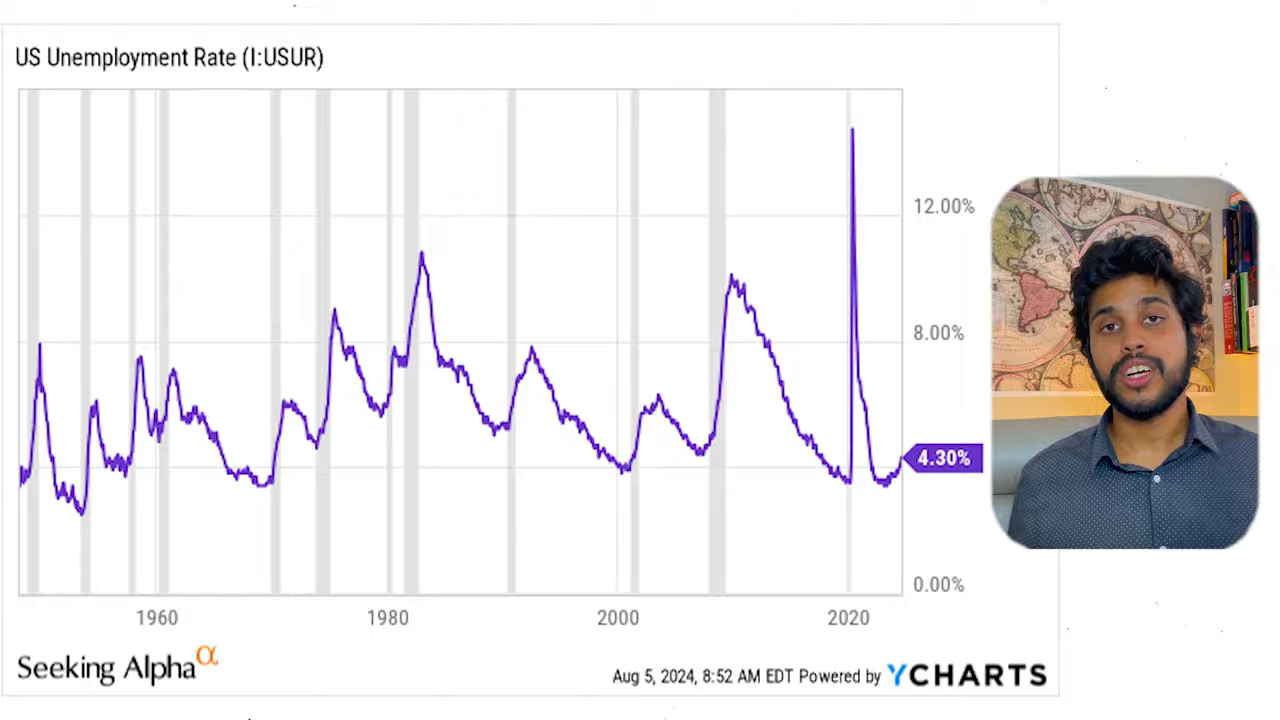 US Unemployment Rate (I:USUR)
12.00%
8.00%
4.30%
0.00%
1960 1980 2000 2020
Seeking Alpha α
Aug 5, 2024, 8:52 AM EDT Powered by YCHARTS